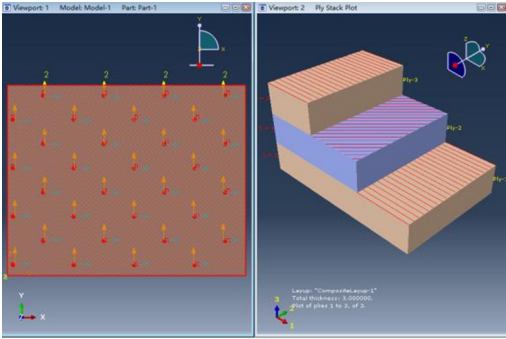 Viewport: 1 Model: Model-1 Part: Part-1
2 2 2
Y
X
3
Y
X
Viewport: 2 Ply Stack Plot
Z
Y
X
Ply-3
Ply-2
Ply-
Layup: "CompositeLayup-1"
Total thickness: 3.000000.
Plot of plies 1 to 3, of 3.
3
2
1